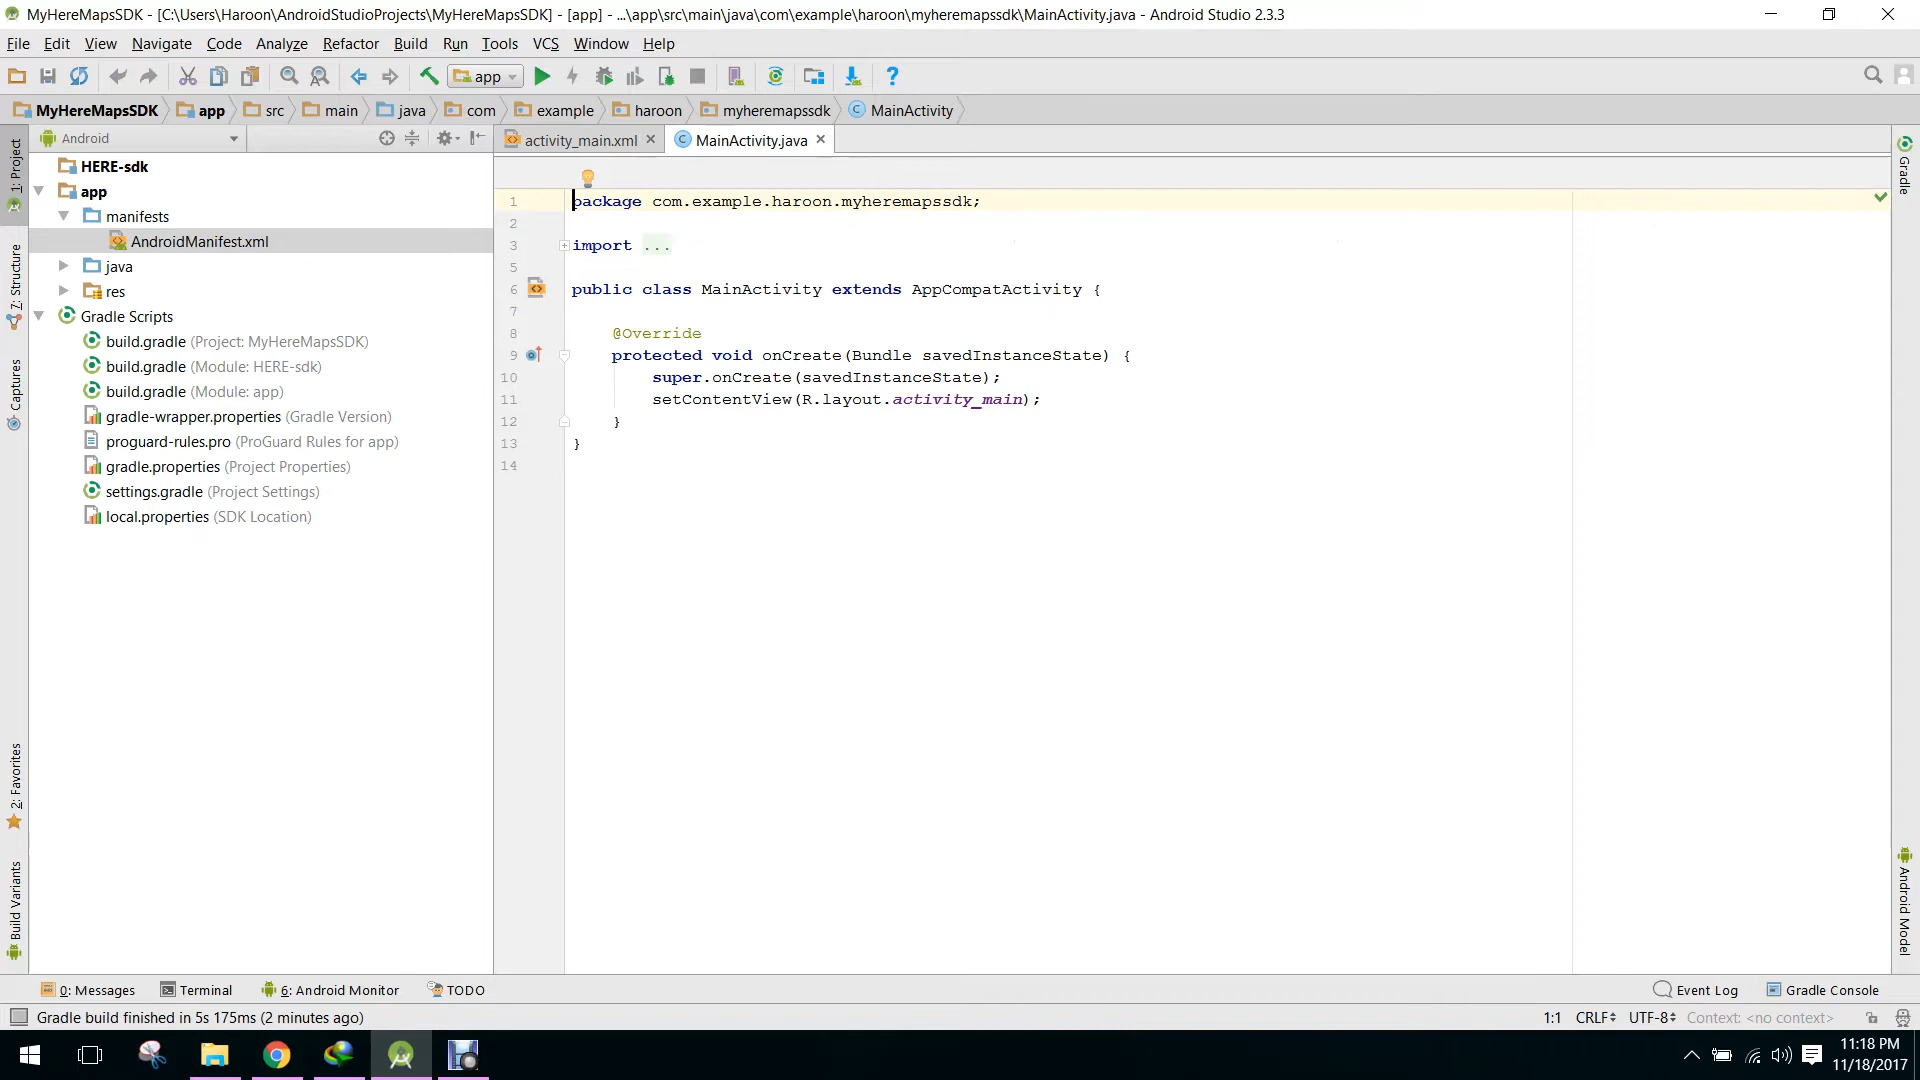 MyHereMapsSDK - [C:\Users\Haroon\AndroidStudioProjects\MyHereMapsSDK] - [app] - ...\app\src\main\java\com\example\haroon\myheremapssdk\MainActivity.java - Android Studio 2.3.3
File Edit View Navigate Code Analyze Refactor Build Run Tools VCS Window Help
app
MyHereMapsSDK app src main java com example haroon myheremapssdk MainActivity
Android
activity_main.xml MainActivity.java
1: Project
7: Structure
Captures
2: Favorites
Build Variants
HERE-sdk
app
manifests
AndroidManifest.xml
java
res
Gradle Scripts
build.gradle (Project: MyHereMapsSDK)
build.gradle (Module: HERE-sdk)
build.gradle (Module: app)
gradle-wrapper.properties (Gradle Version)
proguard-rules.pro (ProGuard Rules for app)
gradle.properties (Project Properties)
settings.gradle (Project Settings)
local.properties (SDK Location)
1 package com.example.haroon.myheremapssdk;
2
3 import ...
5
6 public class MainActivity extends AppCompatActivity {
7
8 @Override
9 protected void onCreate(Bundle savedInstanceState) {
10 super.onCreate(savedInstanceState);
11 setContentView(R.layout.activity_main);
12 }
13 }
14
Gradle
Android Model
0: Messages Terminal 6: Android Monitor TODO Event Log Gradle Console
Gradle build finished in 5s 175ms (2 minutes ago) 1:1 CRLF UTF-8 Context: <no context>
11:18 PM
11/18/2017